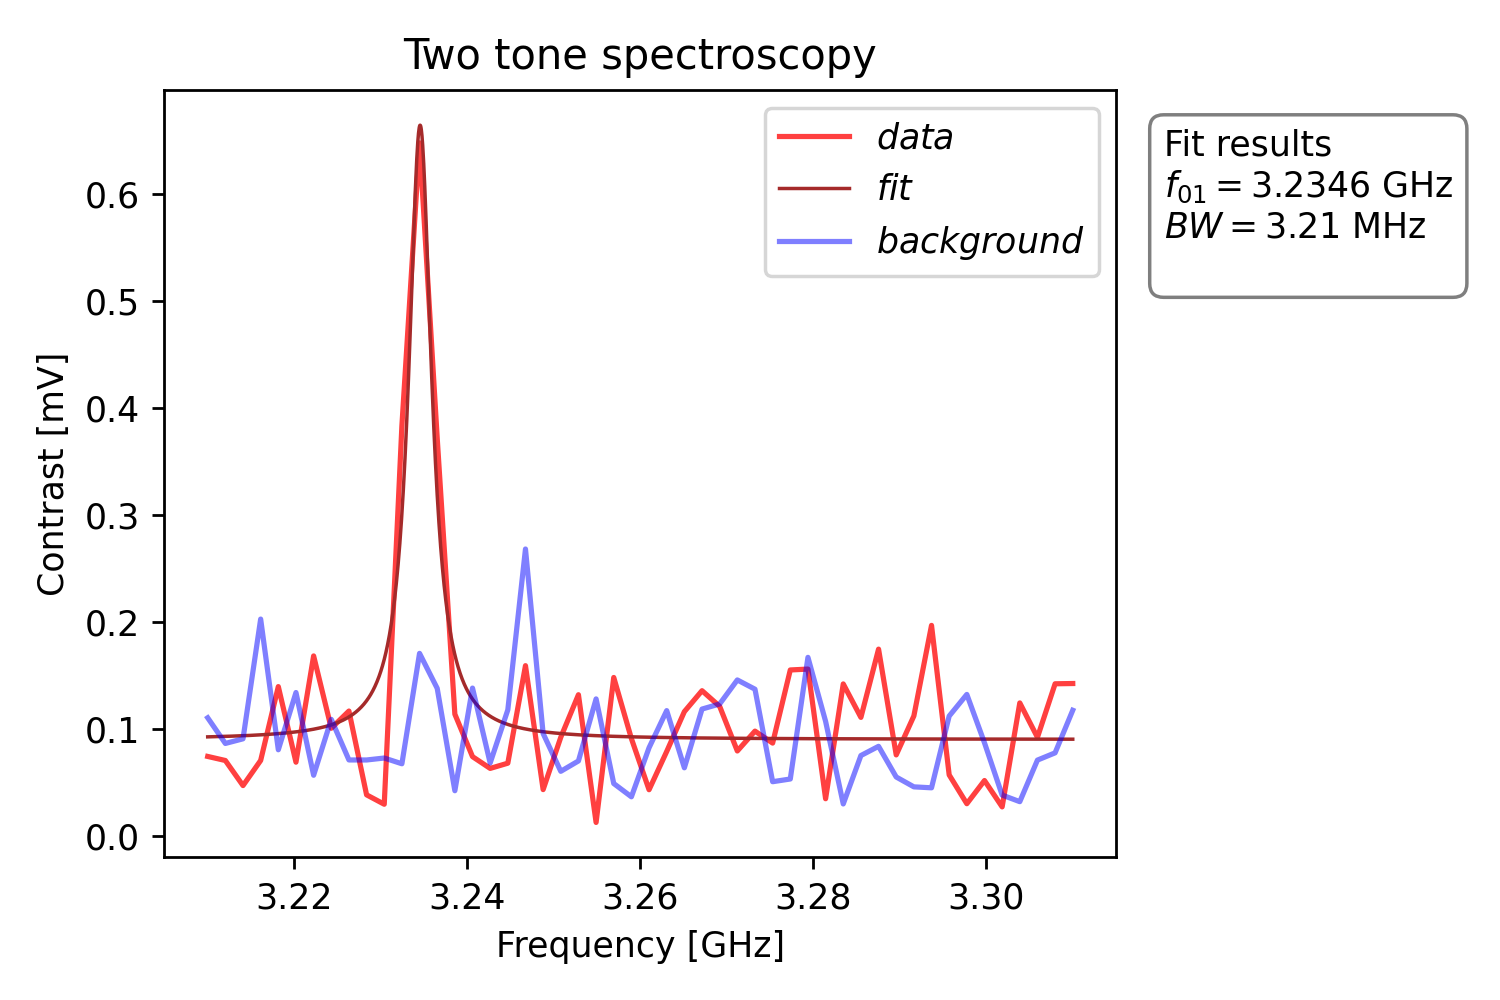 Two tone spectroscopy
data
fit
background
Fit results
f01 = 3.2346 GHz
BW = 3.21 MHz
Contrast [mV]
0.6
0.5
0.4
0.3
0.2
0.1
0.0
3.22 3.24 3.26 3.28 3.30
Frequency [GHz]